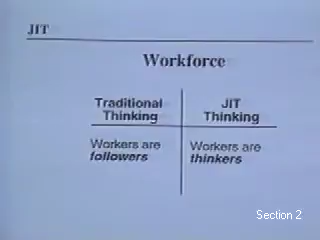 JIT
Workforce
Traditional Thinking
JIT Thinking
Workers are followers
Workers are thinkers
Section 2